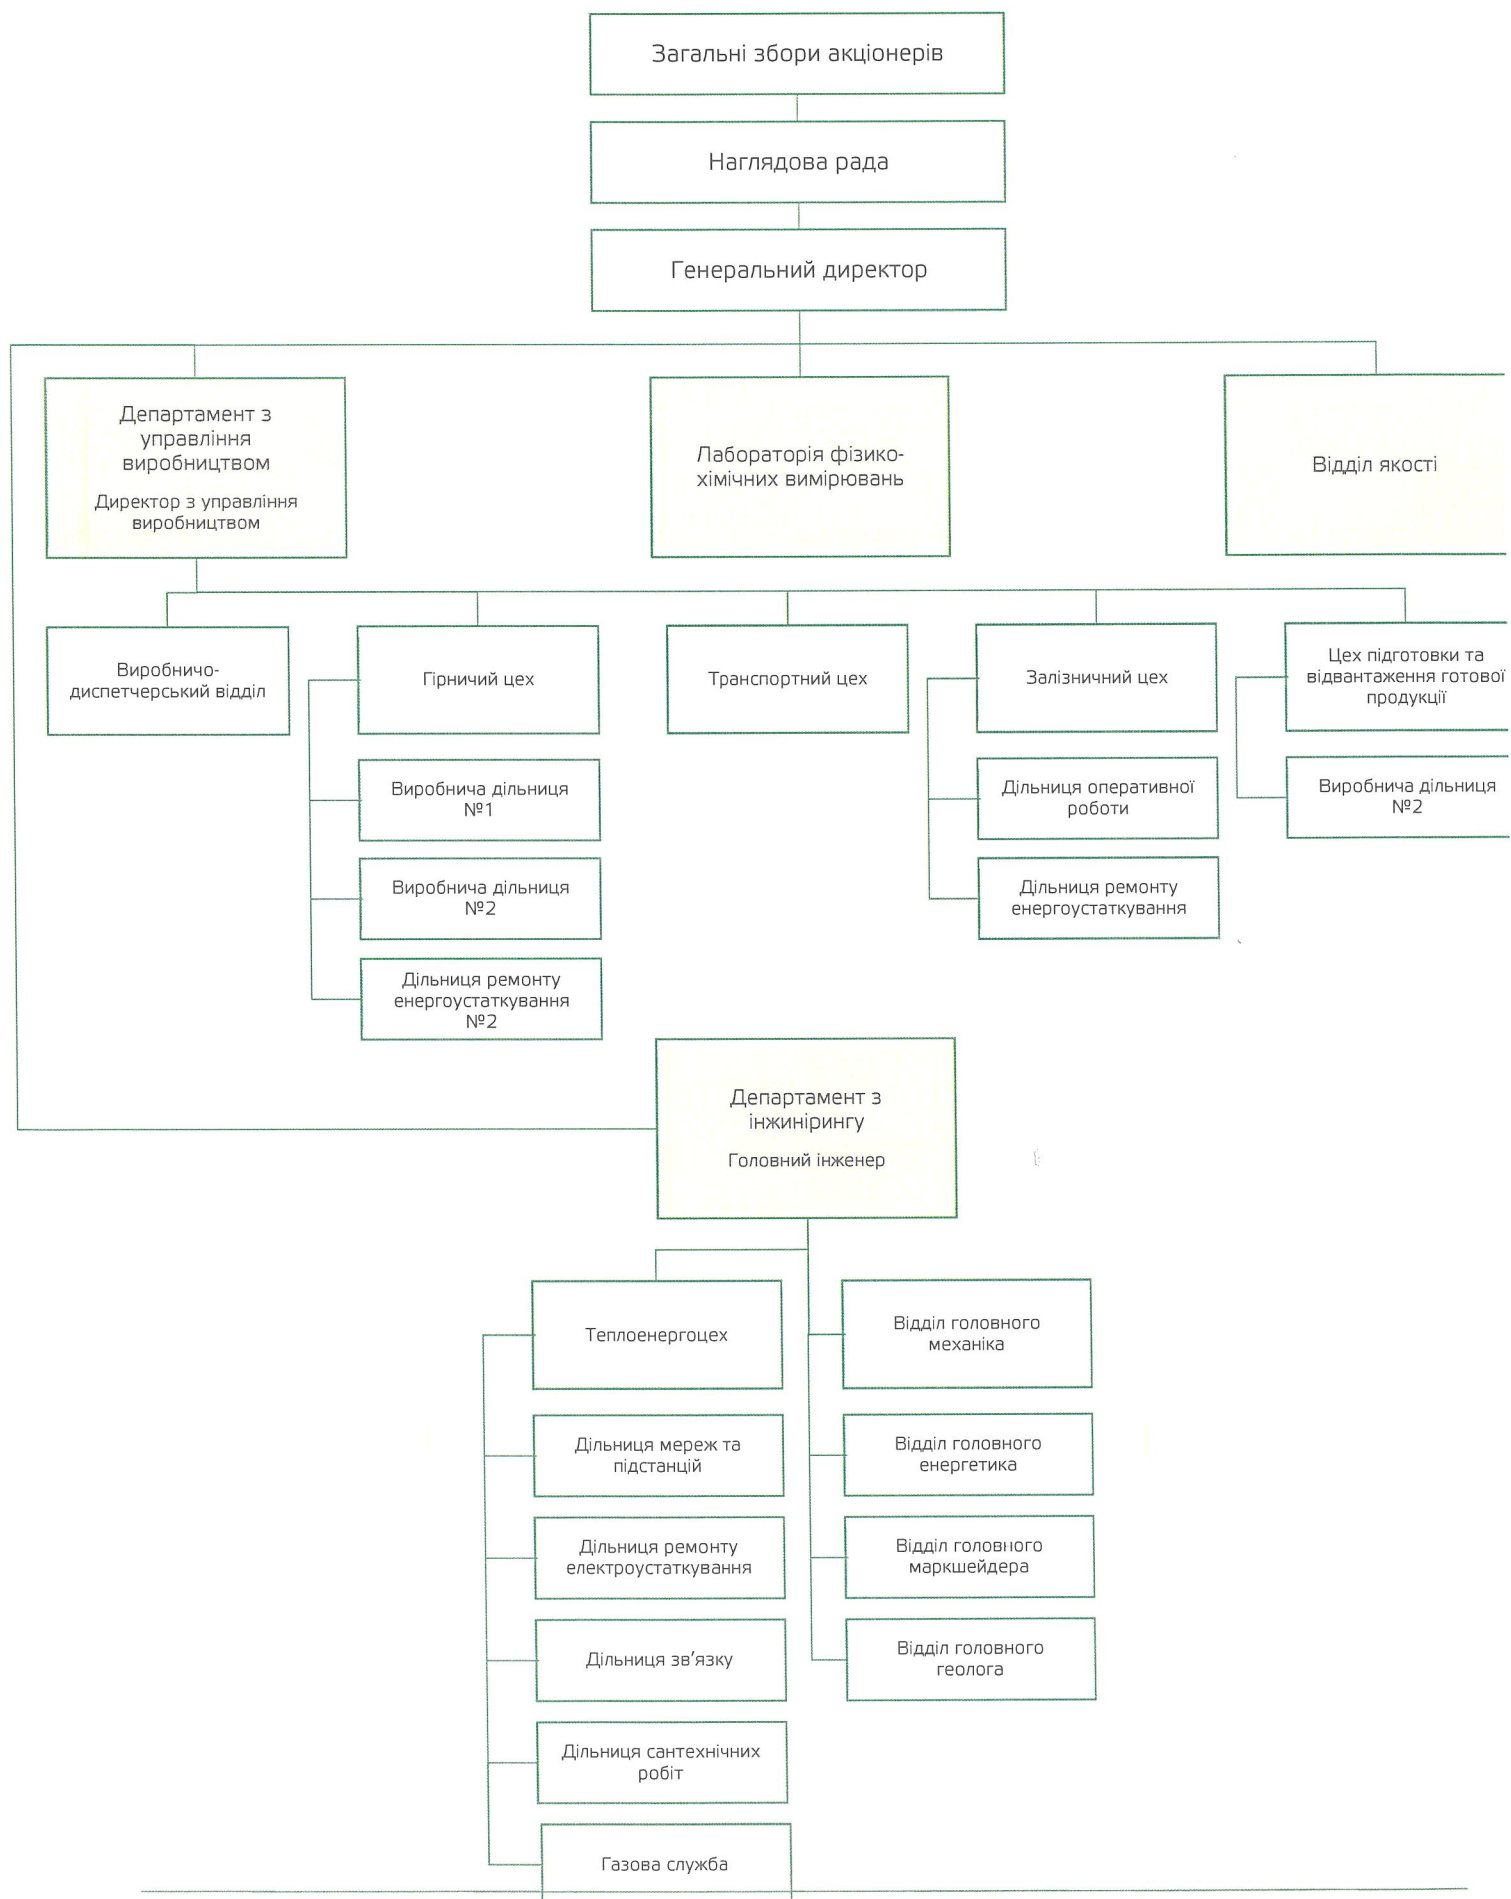 Загальні збори акціонерів
Наглядова рада
Генеральний директор
Департамент з
управління
виробництвом
Директор з управління
виробництвом
Лабораторія фізико-
хімічних вимірювань
Відділ якості
Виробничо-
диспетчерський відділ
Гірничий цех
Транспортний цех
Залізничний цех
Цех підготовки та
відвантаження готової
продукції
Виробнича дільниця
№1
Виробнича дільниця
№2
Дільниця ремонту
енергоустаткування
№2
Дільниця оперативної
роботи
Дільниця ремонту
енергоустаткування
Виробнича дільниця
№2
Департамент з
інжинірингу
Головний інженер
Теплоенергоцех
Дільниця мереж та
підстанцій
Дільниця ремонту
електроустаткування
Дільниця зв’язку
Дільниця сантехнічних
робіт
Газова служба
Відділ головного
механіка
Відділ головного
енергетика
Відділ головного
маркшейдера
Відділ головного
геолога